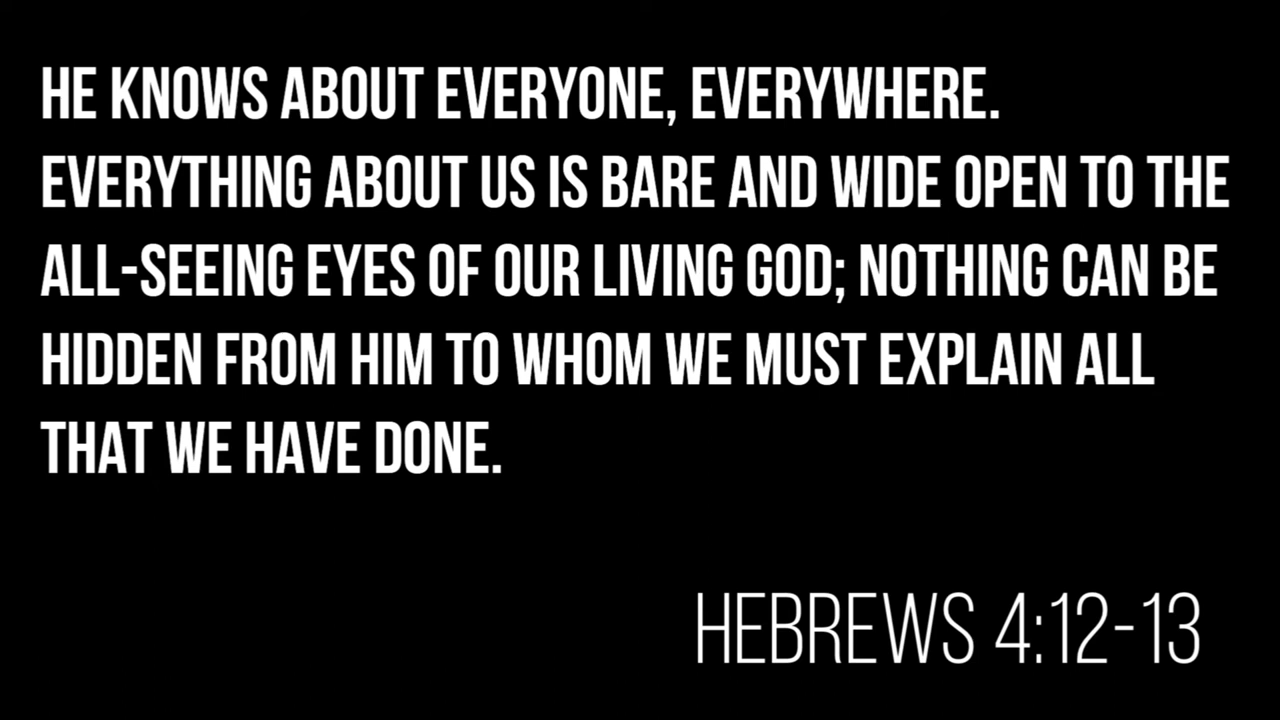 HE KNOWS ABOUT EVERYONE, EVERYWHERE.
EVERYTHING ABOUT US IS BARE AND WIDE OPEN TO THE
ALL-SEEING EYES OF OUR LIVING GOD; NOTHING CAN BE
HIDDEN FROM HIM TO WHOM WE MUST EXPLAIN ALL
THAT WE HAVE DONE.
HEBREWS 4:12-13